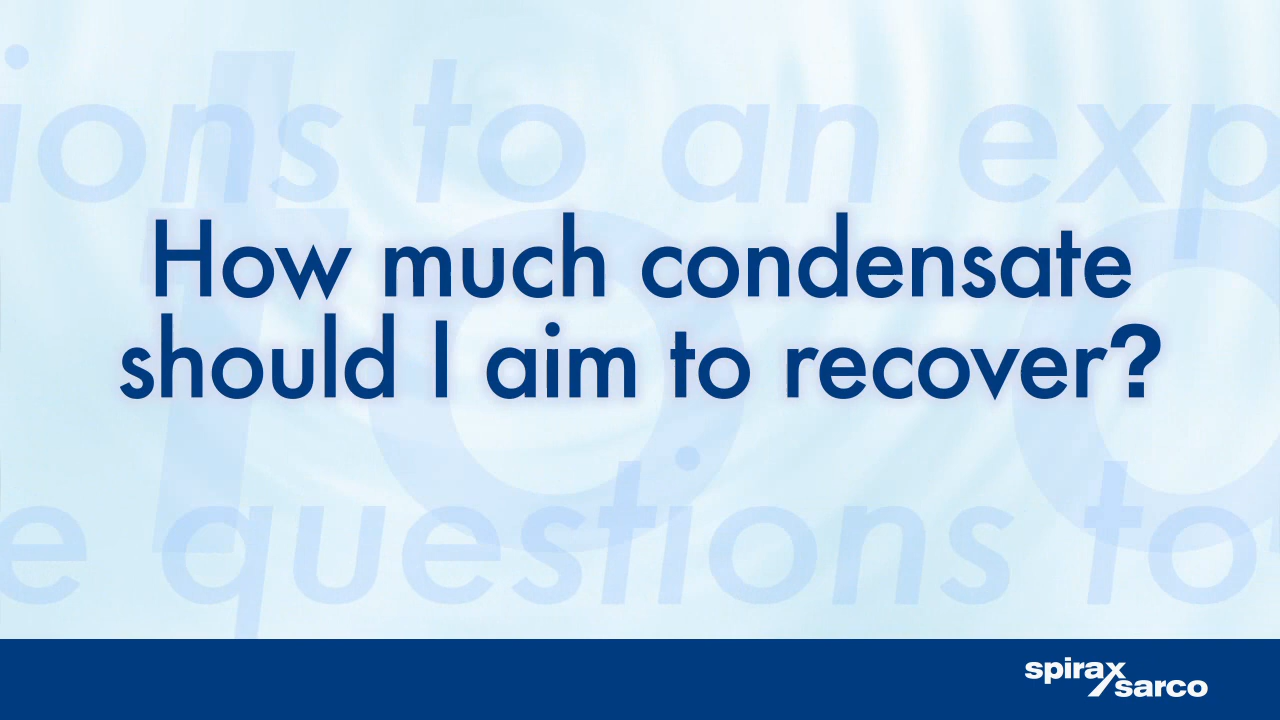 ions to an exp
How much condensate
should I aim to recover?
e questions to
spirax
sarco